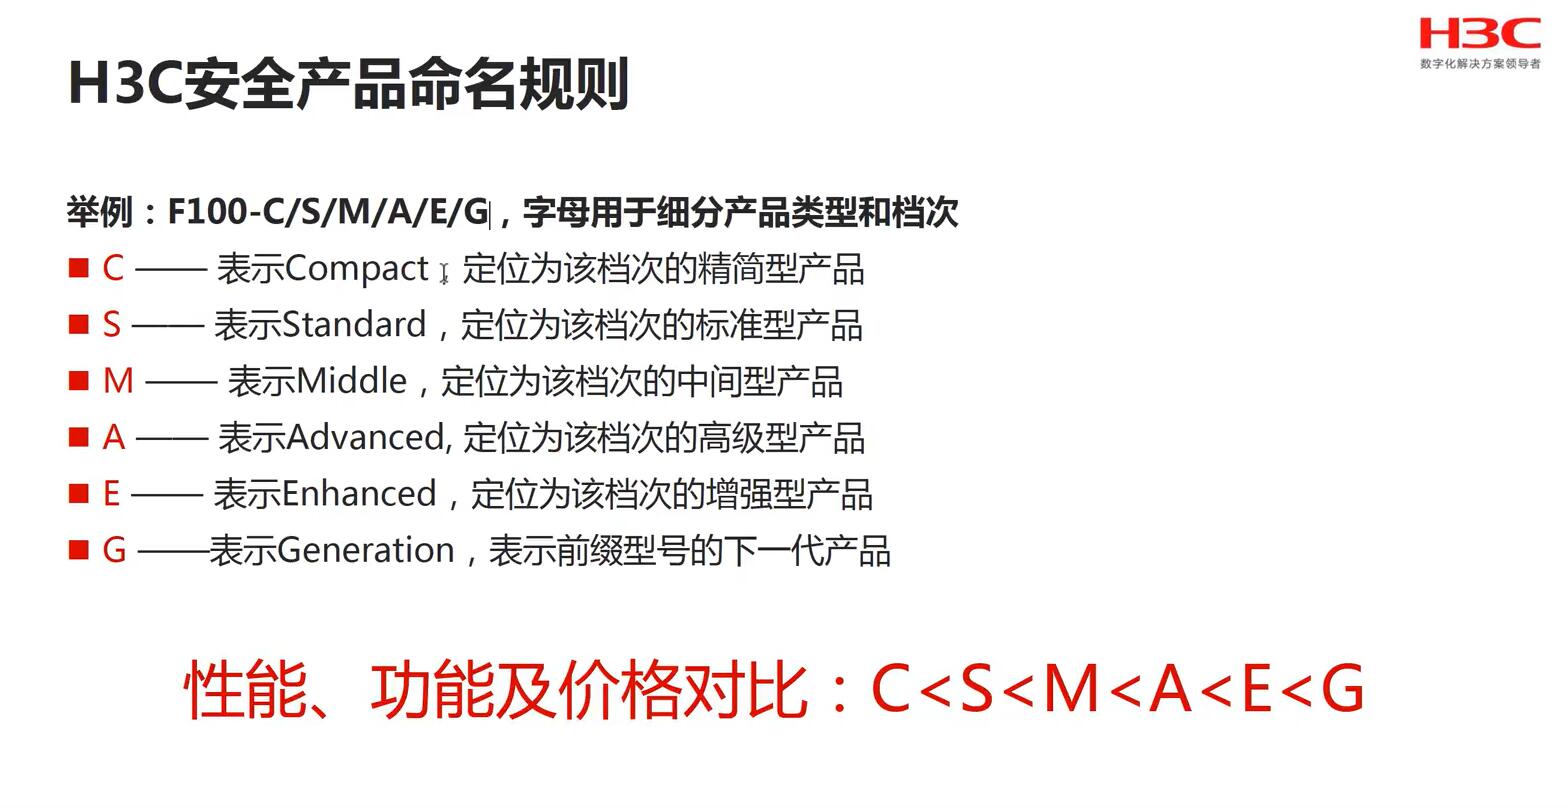 H3C
数字化解决方案领导者
H3C安全产品命名规则
举例：F100-C/S/M/A/E/G，字母用于细分产品类型和档次
■ C —— 表示Compact，定位为该档次的精简型产品
■ S —— 表示Standard，定位为该档次的标准型产品
■ M —— 表示Middle，定位为该档次的中间型产品
■ A —— 表示Advanced, 定位为该档次的高级型产品
■ E —— 表示Enhanced，定位为该档次的增强型产品
■ G ——表示Generation，表示前缀型号的下一代产品
性能、功能及价格对比：C<S<M<A<E<G